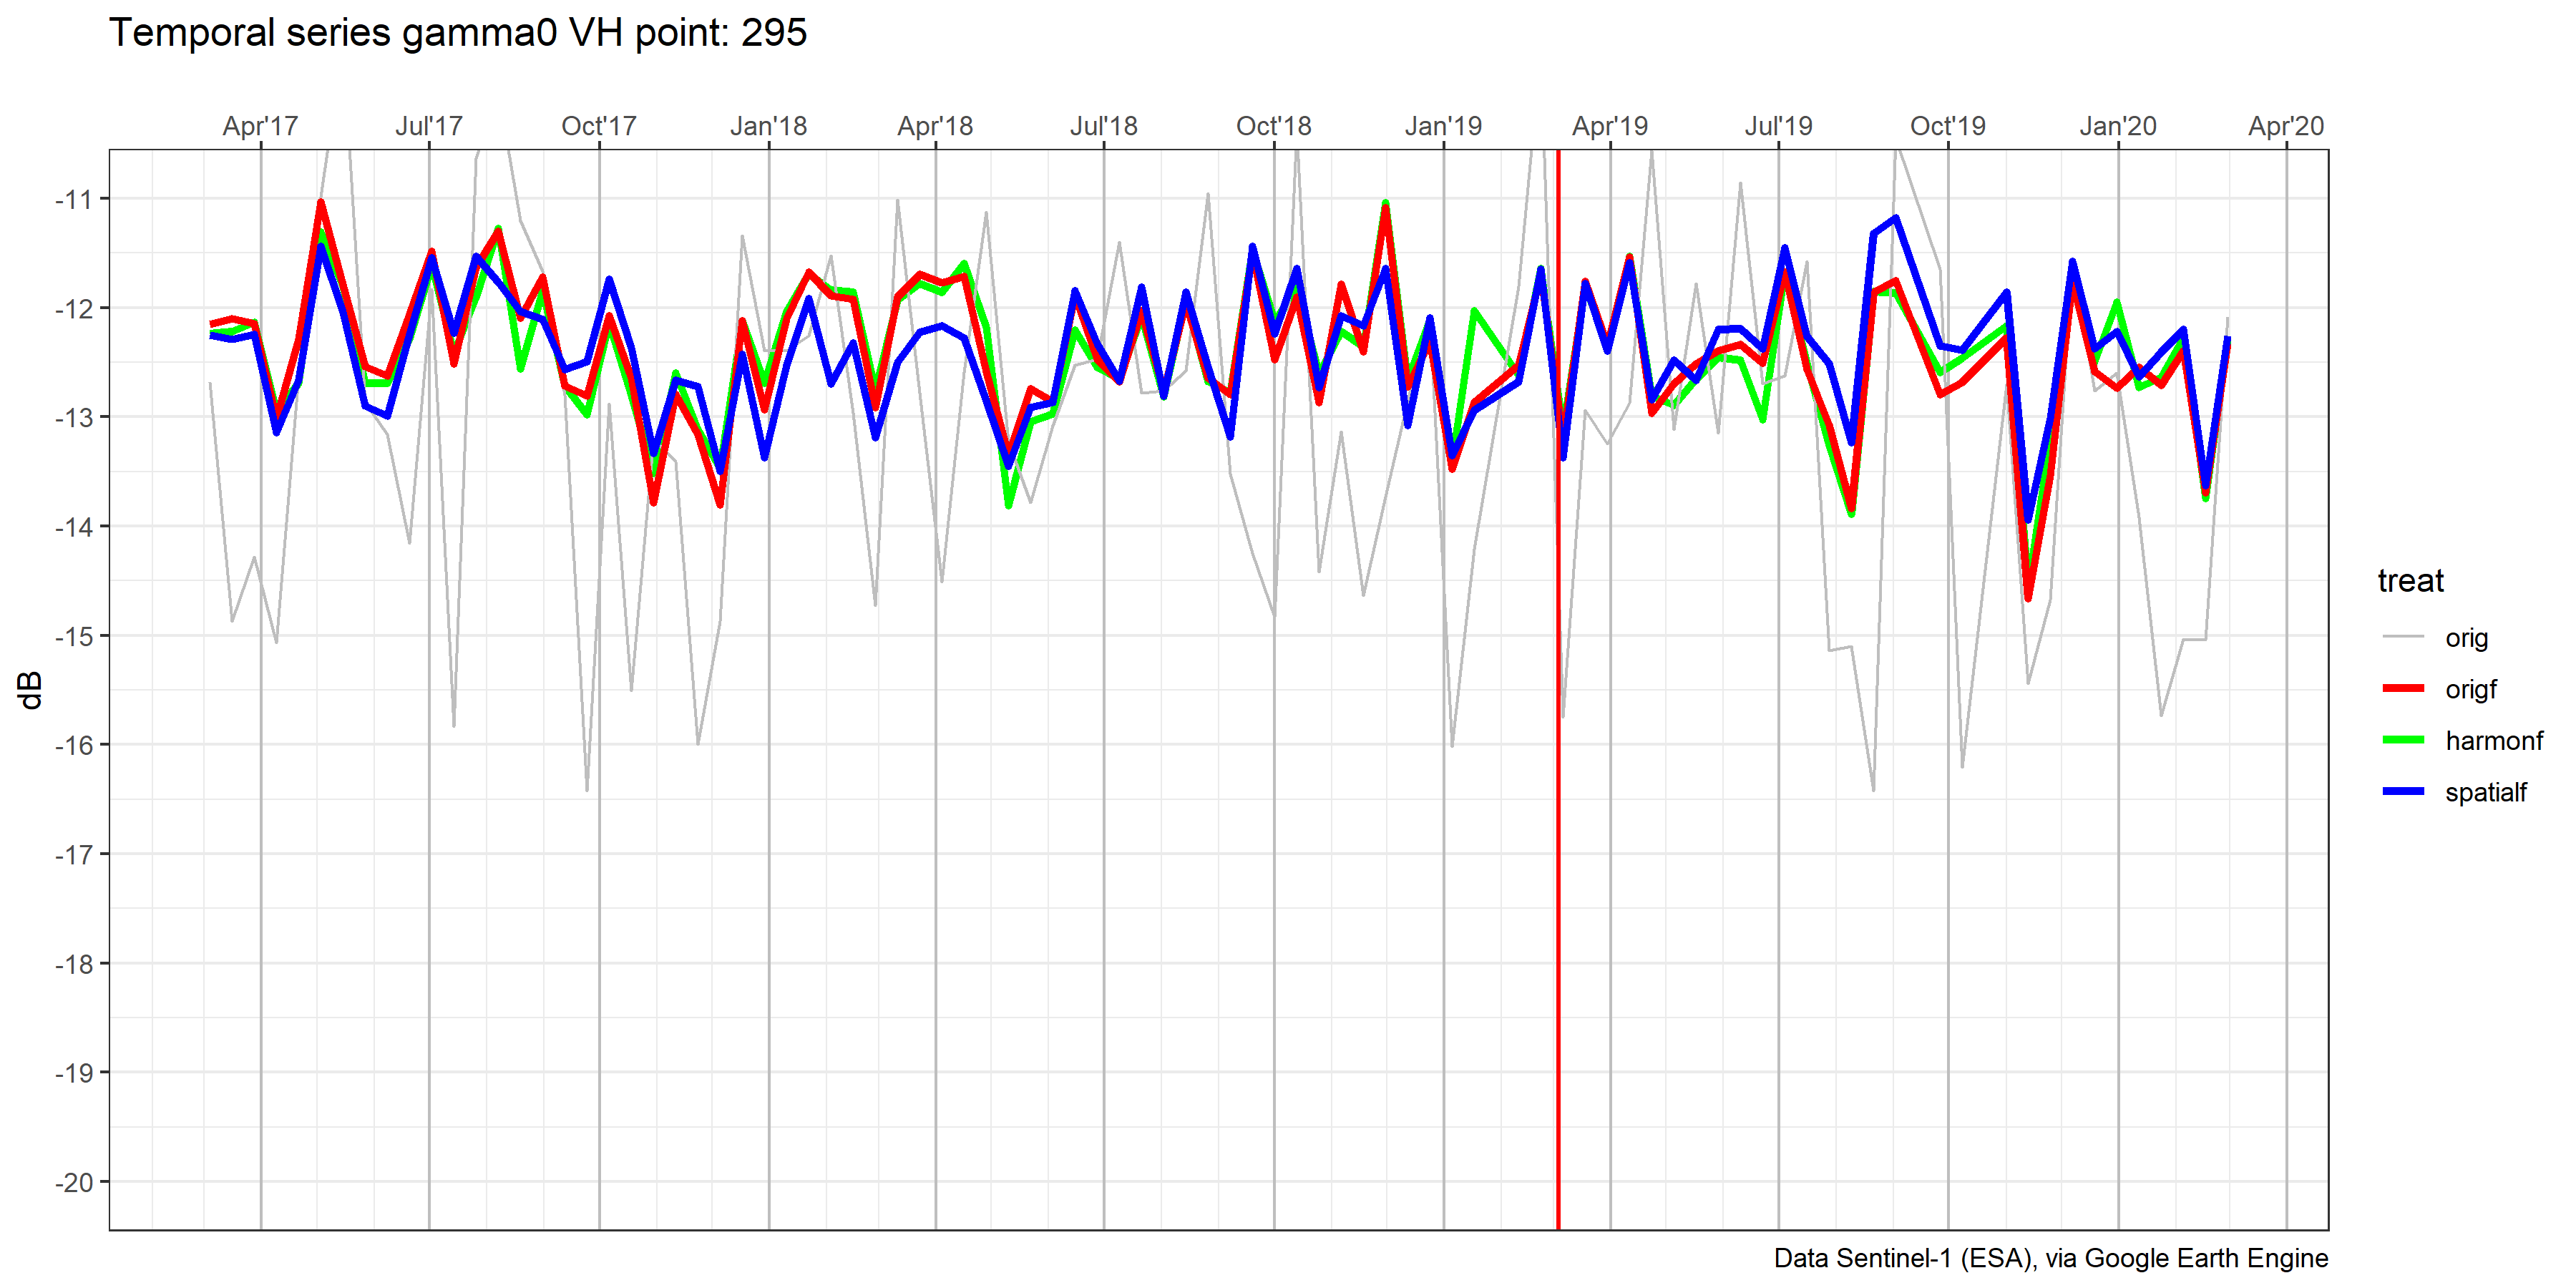 Temporal series gamma0 VH point: 295
Apr'17 Jul'17 Oct'17 Jan'18 Apr'18 Jul'18 Oct'18 Jan'19 Apr'19 Jul'19 Oct'19 Jan'20 Apr'20
-11
-12
-13
-14
-15
-16
-17
-18
-19
-20
dB
treat
orig
origf
harmonf
spatialf
Data Sentinel-1 (ESA), via Google Earth Engine